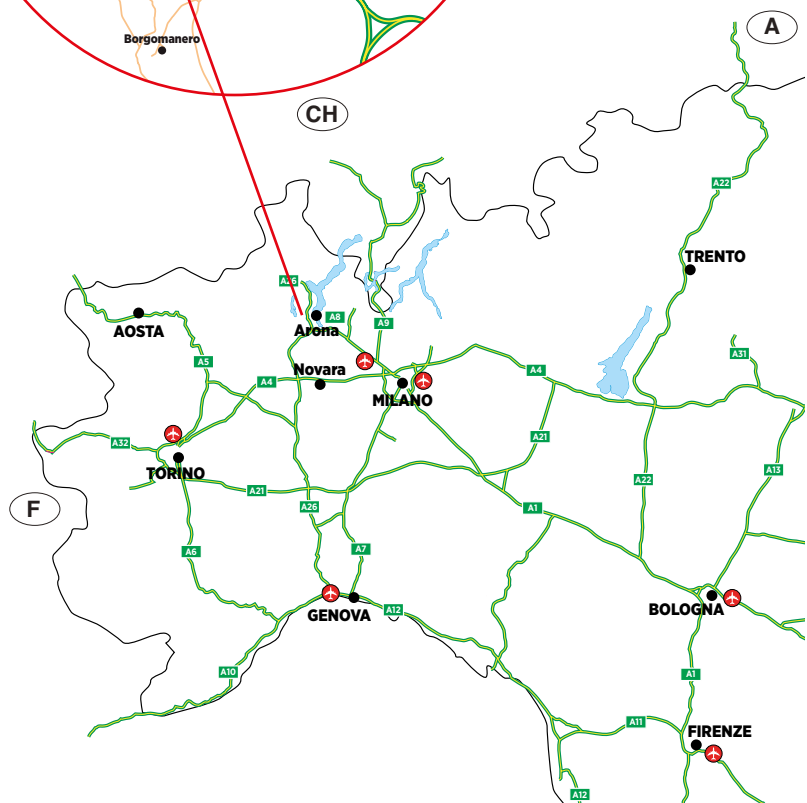 A
Borgomanero
CH
A22
TRENTO
A26
AOSTA
Arona
A8
A9
A31
A5
Novara
A4
MILANO
A4
A32
TORINO
A21
A13
F
A21
A26
A22
A1
A6
A7
GENOVA
A12
BOLOGNA
A10
A1
A11
FIRENZE
A12